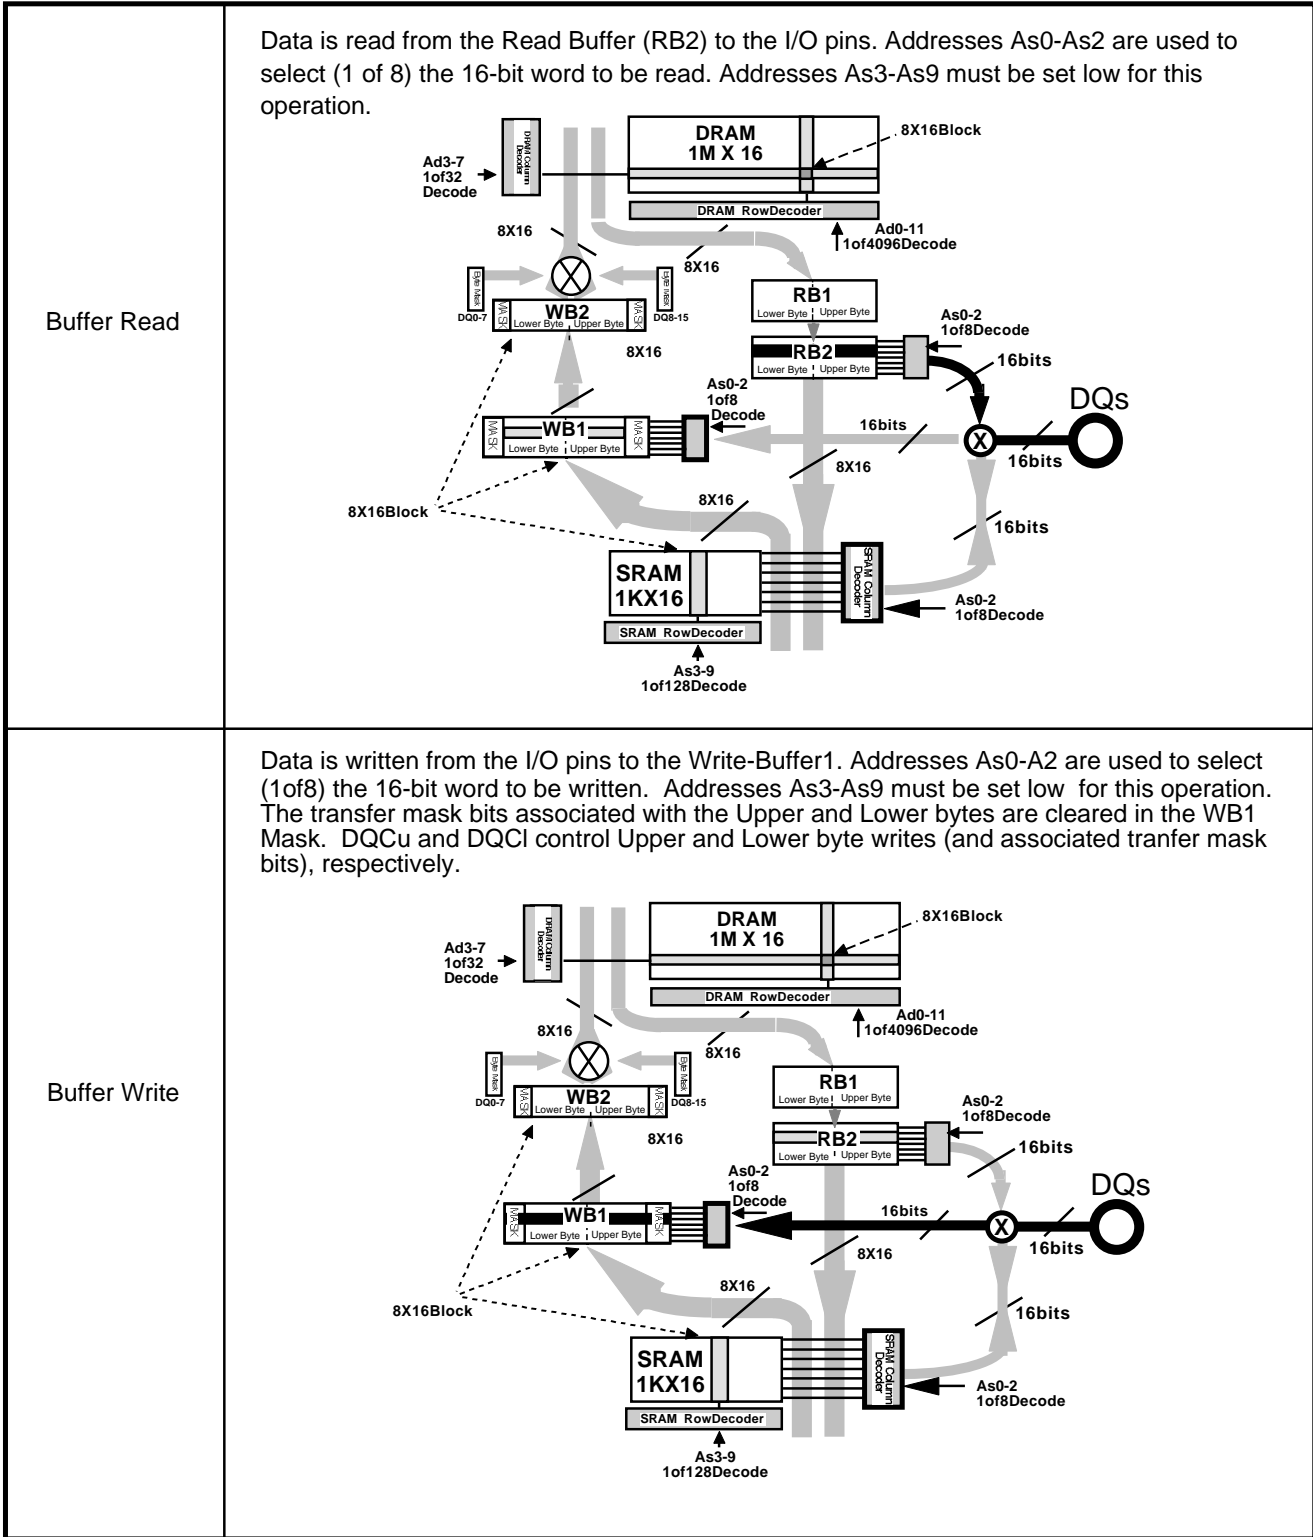 Buffer Read
Data is read from the Read Buffer (RB2) to the I/O pins. Addresses As0-As2 are used to
select (1 of 8) the 16-bit word to be read. Addresses As3-As9 must be set low for this
operation.
DRAM Column
Decoder
DRAM
1M X 16
8X16Block
Ad3-7
1of32
Decode
DRAM RowDecoder
Ad0-11
1of4096Decode
8X16
8X16
Byte Mask
Byte Mask
DQ0-7
DQ8-15
MASK
WB2
MASK
Lower Byte
Upper Byte
RB1
Lower Byte
Upper Byte
8X16
As0-2
1of8Decode
RB2
Lower Byte
Upper Byte
16bits
As0-2
1of8
Decode
DQs
MASK
WB1
MASK
Lower Byte
Upper Byte
16bits
X
16bits
8X16
8X16Block
8X16
16bits
SRAM
1KX16
SRAM Column
Decoder
As0-2
1of8Decode
SRAM RowDecoder
As3-9
1of128Decode
Buffer Write
Data is written from the I/O pins to the Write-Buffer1. Addresses As0-A2 are used to select
(1of8) the 16-bit word to be written. Addresses As3-As9 must be set low for this operation.
The transfer mask bits associated with the Upper and Lower bytes are cleared in the WB1
Mask. DQCu and DQCl control Upper and Lower byte writes (and associated tranfer mask
bits), respectively.
DRAM Column
Decoder
DRAM
1M X 16
8X16Block
Ad3-7
1of32
Decode
DRAM RowDecoder
Ad0-11
1of4096Decode
8X16
8X16
Byte Mask
Byte Mask
DQ0-7
DQ8-15
MASK
WB2
MASK
Lower Byte
Upper Byte
RB1
Lower Byte
Upper Byte
8X16
As0-2
1of8Decode
RB2
Lower Byte
Upper Byte
16bits
As0-2
1of8
Decode
DQs
MASK
WB1
MASK
Lower Byte
Upper Byte
16bits
X
16bits
8X16
8X16Block
8X16
16bits
SRAM
1KX16
SRAM Column
Decoder
As0-2
1of8Decode
SRAM RowDecoder
As3-9
1of128Decode